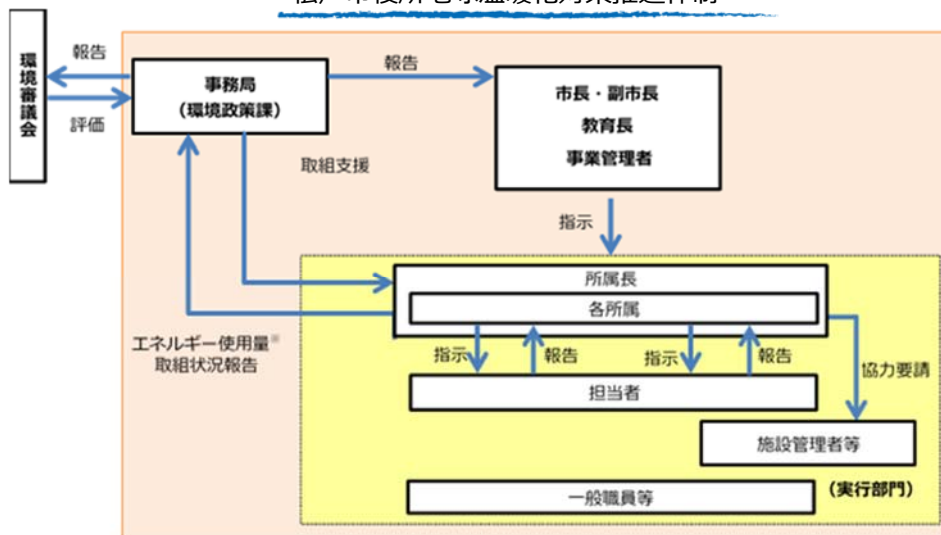 環境審議会
報告
評価
事務局
(環境政策課)
報告
市長・副市長
教育長
事業管理者
取組支援
指示
所属長
各所属
エネルギー使用量※
取組状況報告
指示
報告
指示
報告
協力要請
担当者
施設管理者等
(実行部門)
一般職員等